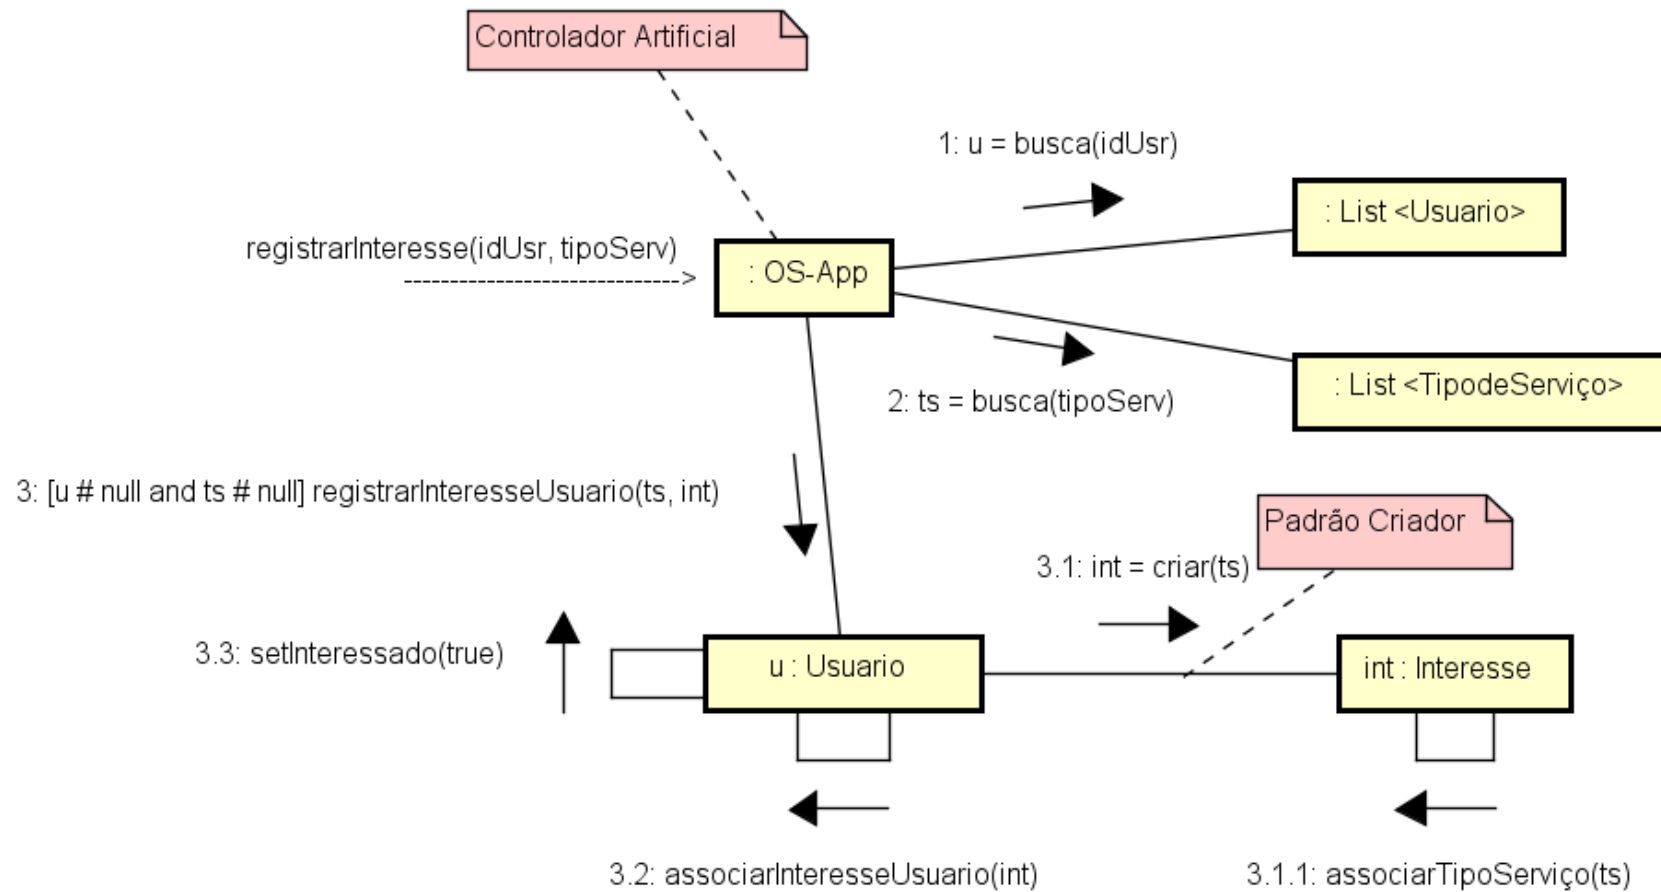 Controlador Artificial
1: u = busca(idUsr)
: List <Usuario>
registrarInteresse(idUsr, tipoServ)
: OS-App
2: ts = busca(tipoServ)
: List <TipodeServiço>
3: [u # null and ts # null] registrarInteresseUsuario(ts, int)
Padrão Criador
3.1: int = criar(ts)
3.3: setInteressado(true)
u : Usuario
int : Interesse
3.2: associarInteresseUsuario(int)
3.1.1: associarTipoServiço(ts)